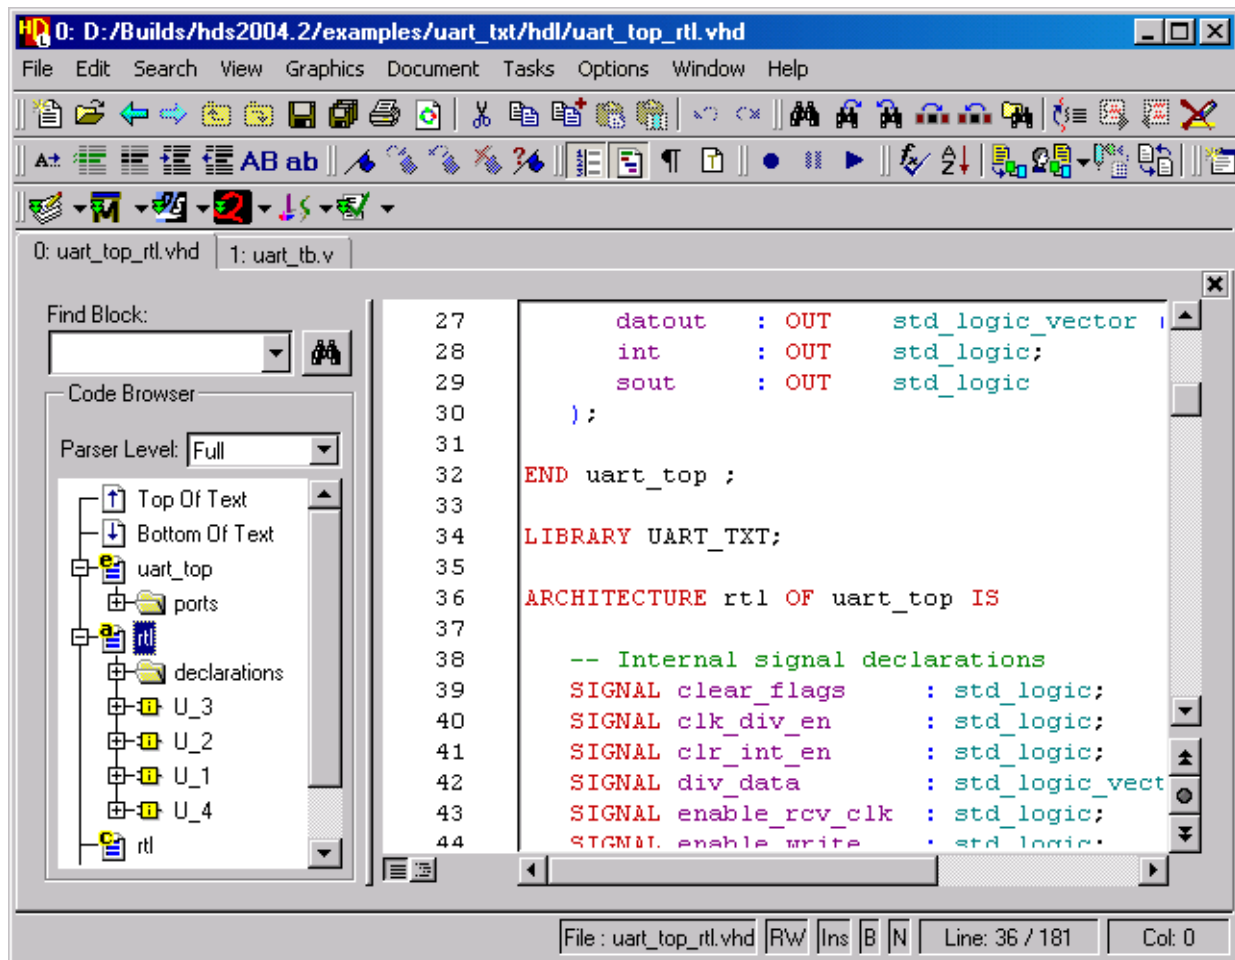 0: D:/Builds/hds2004.2/examples/uart_txt/hdl/uart_top_rtl.vhd
File Edit Search View Graphics Document Tasks Options Window Help
AB ab
0: uart_top_rtl.vhd 1: uart_tb.v
Find Block:
Code Browser
Parser Level: Full
Top Of Text
Bottom Of Text
uart_top
ports
rtl
declarations
U_3
U_2
U_1
U_4
rtl
27 datout : OUT std_logic_vector (
28 int : OUT std_logic;
29 sout : OUT std_logic
30 );
31
32 END uart_top ;
33
34 LIBRARY UART_TXT;
35
36 ARCHITECTURE rtl OF uart_top IS
37
38 -- Internal signal declarations
39 SIGNAL clear_flags : std_logic;
40 SIGNAL clk_div_en : std_logic;
41 SIGNAL clr_int_en : std_logic;
42 SIGNAL div_data : std_logic_vect
43 SIGNAL enable_rcv_clk : std_logic;
44 SIGNAL enable_write : std_logic;
File : uart_top_rtl.vhd RW Ins B N Line: 36 / 181 Col: 0